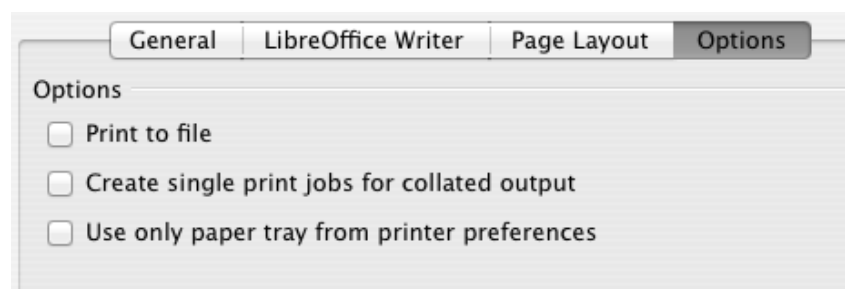 General LibreOffice Writer Page Layout Options
Options
Print to file
Create single print jobs for collated output
Use only paper tray from printer preferences